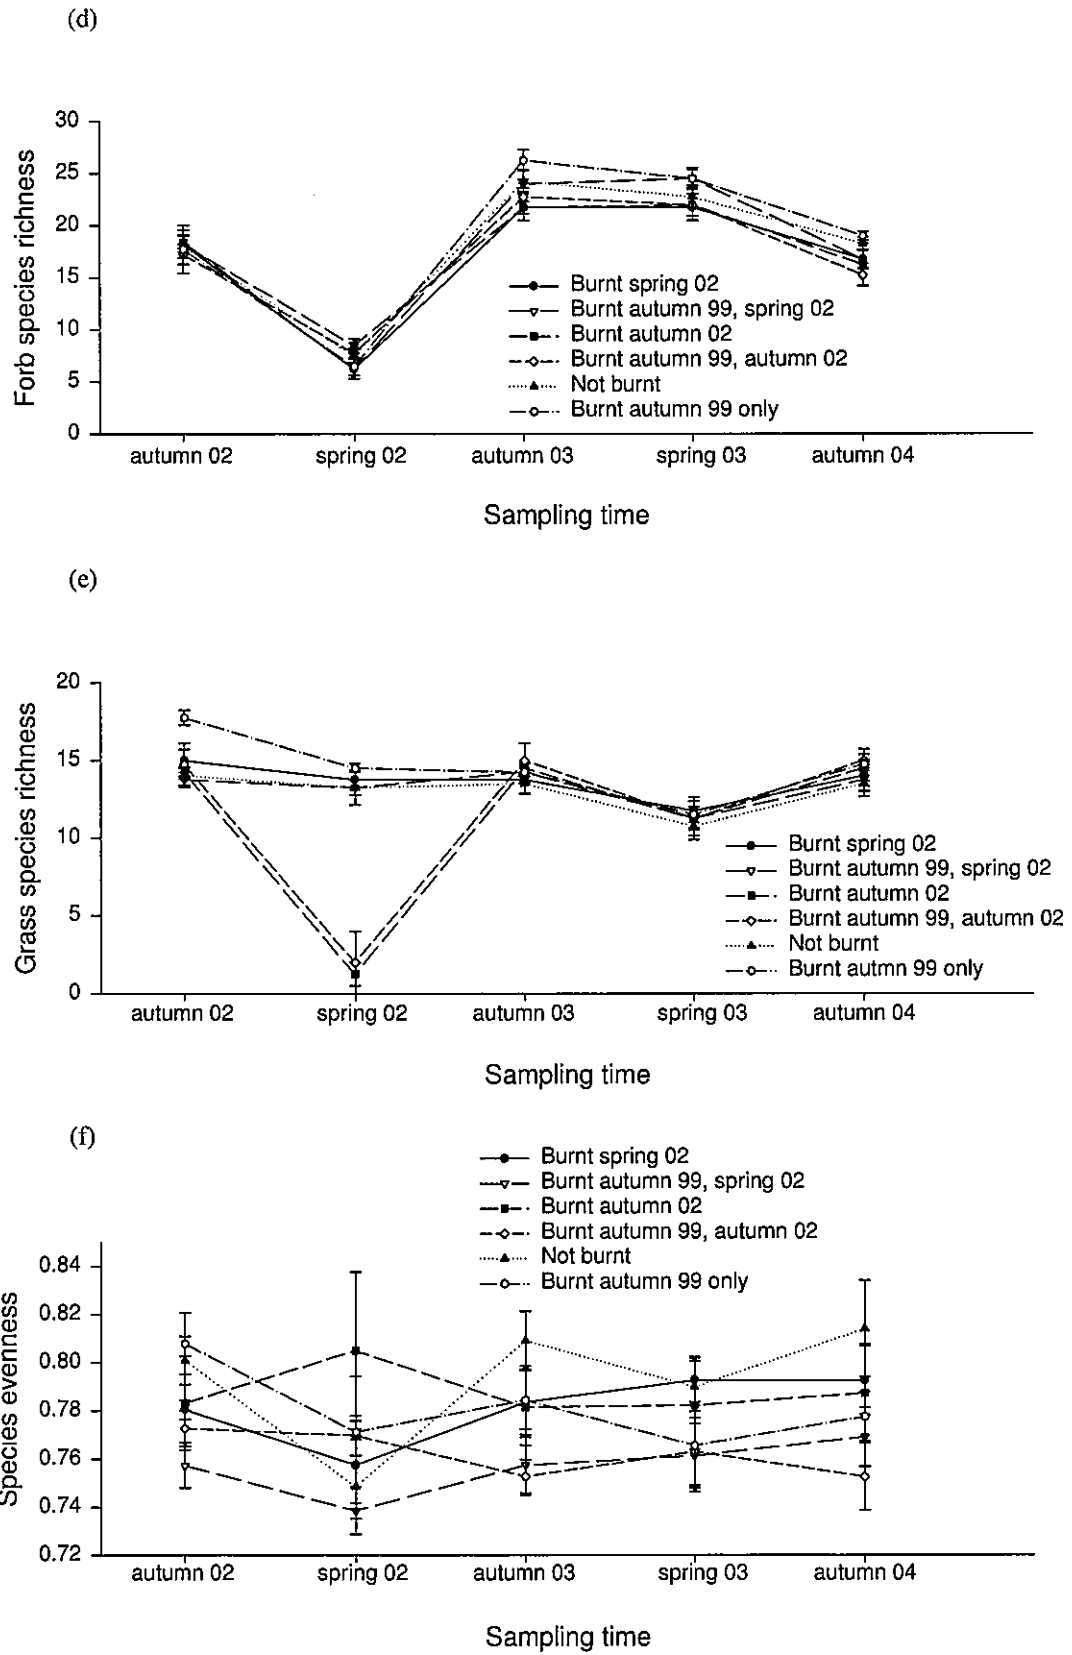 (d)
30
25
20
15
10
5
0
Forb species richness
Burnt spring 02
Burnt autumn 99, spring 02
Burnt autumn 02
Burnt autumn 99, autumn 02
Not burnt
Burnt autumn 99 only
autumn 02 spring 02 autumn 03 spring 03 autumn 04
Sampling time
(e)
20
15
10
5
0
Grass species richness
Burnt spring 02
Burnt autumn 99, spring 02
Burnt autumn 02
Burnt autumn 99, autumn 02
Not burnt
Burnt autmn 99 only
autumn 02 spring 02 autumn 03 spring 03 autumn 04
Sampling time
(f)
Burnt spring 02
Burnt autumn 99, spring 02
Burnt autumn 02
Burnt autumn 99, autumn 02
Not burnt
Burnt autumn 99 only
0.84
0.82
0.80
0.78
0.76
0.74
0.72
Species evenness
autumn 02 spring 02 autumn 03 spring 03 autumn 04
Sampling time